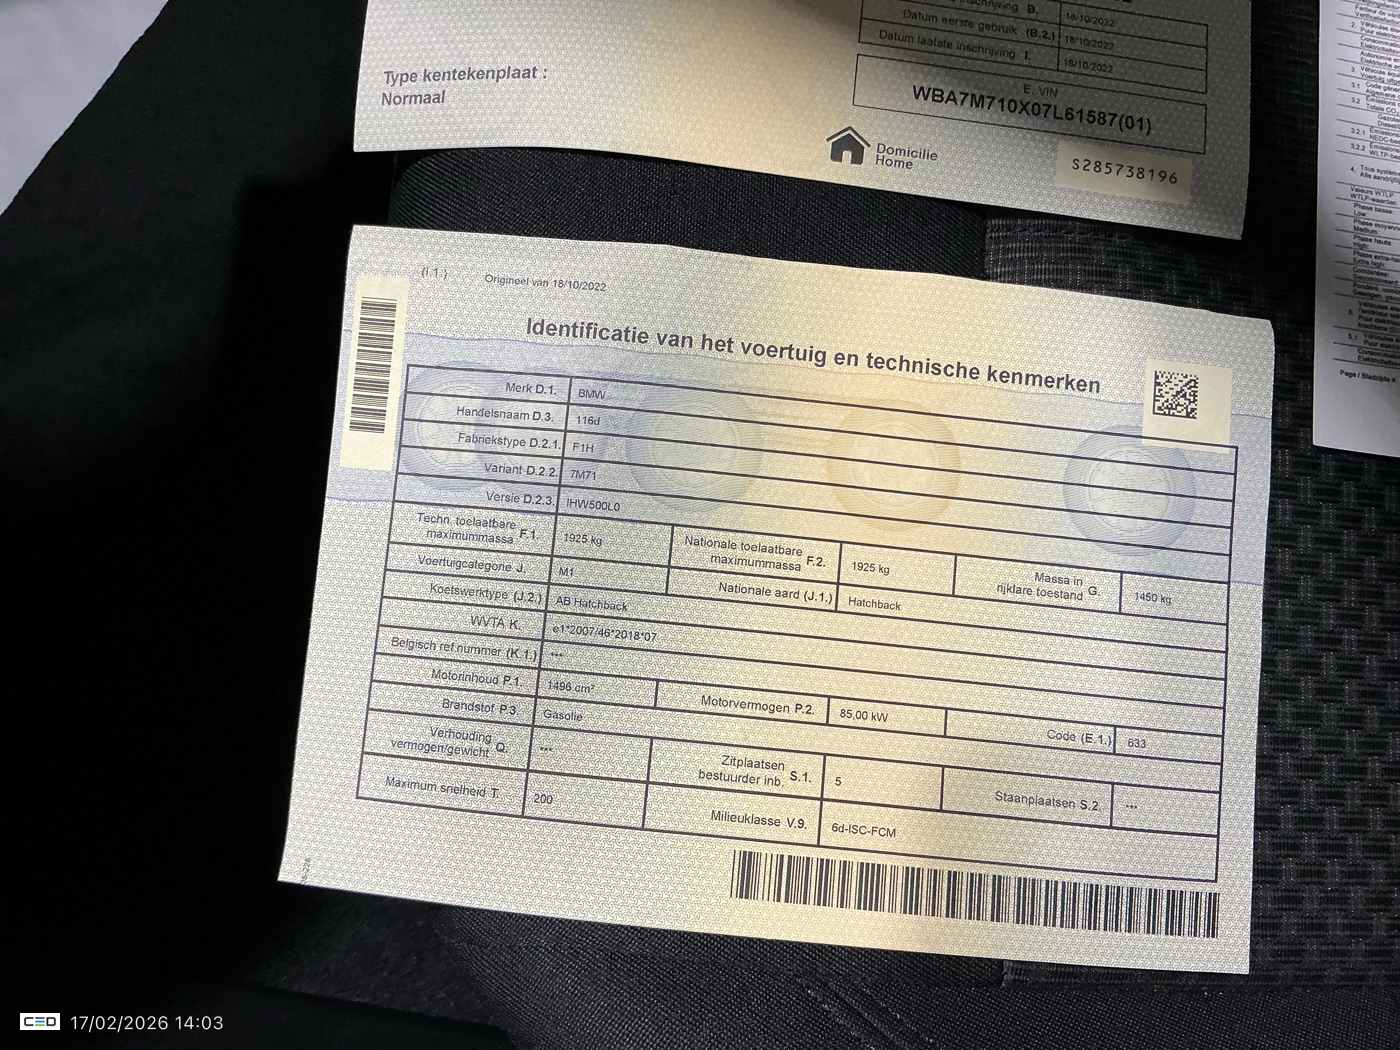 inschrijving B. 18/10/2022
Datum eerste gebruik (B.2.) 18/10/2022
Datum laatste inschrijving I. 18/10/2022
Type kentekenplaat :
Normaal
E. VIN
WBA7M710X07L61587(01)
Domicilie
Home
S285738196
(I.1.) Origineel van 18/10/2022
Identificatie van het voertuig en technische kenmerken
Merk D.1. BMW
Handelsnaam D.3. 116d
Fabriekstype D.2.1. F1H
Variant D.2.2. 7M71
Versie D.2.3. IHW500L0
Techn. toelaatbare maximummassa F.1. 1925 kg Nationale toelaatbare maximummassa F.2. 1925 kg Massa in rijklare toestand G. 1450 kg
Voertuigcategorie J. M1 Nationale aard (J.1.) Hatchback
Koetswerktype (J.2.) AB Hatchback
WVTA K. e1*2007/46*2018*07
Belgisch ref.nummer (K.1.) ---
Motorinhoud P.1. 1496 cm³ Motorvermogen P.2. 85,00 kW Code (E.1.) 633
Brandstof P.3. Gasolie
Verhouding vermogen/gewicht Q. --- Zitplaatsen bestuurder inb. S.1. 5 Staanplaatsen S.2. ---
Maximum snelheid T. 200 Milieuklasse V.9. 6d-ISC-FCM
CED 17/02/2026 14:03